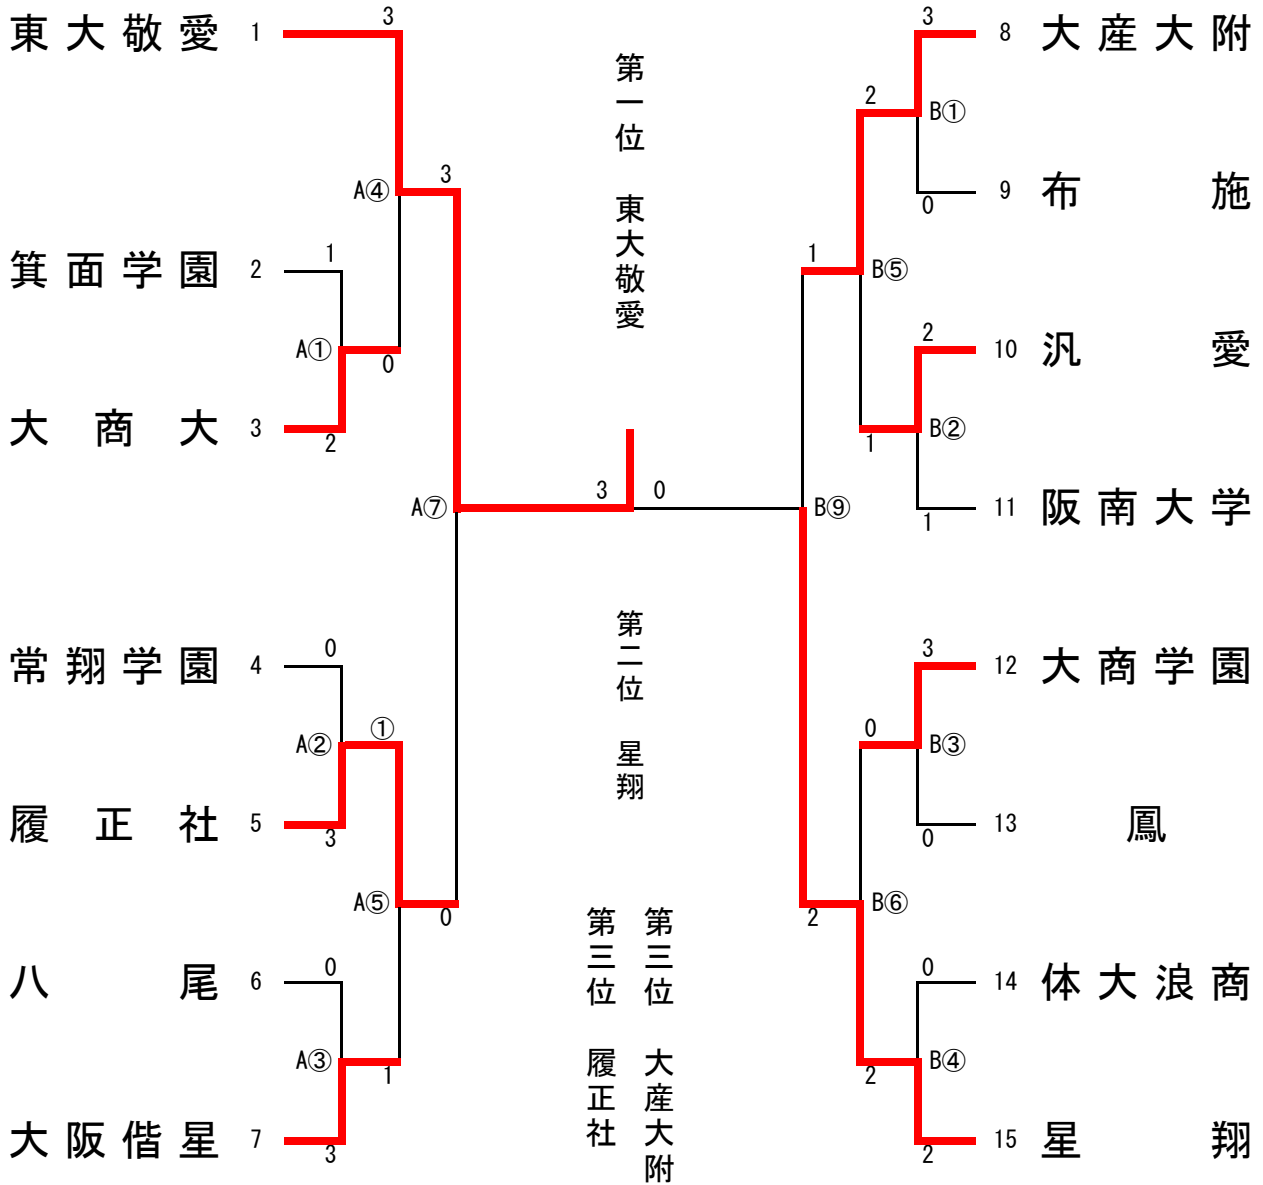 東大敬愛 1 3
A④ 3
箕面学園 2 1
A① 0
大商大 3 2
A⑦ 3
常翔学園 4 0
A② ①
履正社 5 3
A⑤ 0
八尾 6 0
A③ 1
大阪偕星 7 3
第一位 東大敬愛
第二位 星翔
第三位 大産大附
第三位 履正社
3 8 大産大附
2 B①
0 9 布施
1 B⑤
2 10 汎愛
1 B②
1 11 阪南大学
0 B⑨
3 12 大商学園
0 B③
0 13 鳳
2 B⑥
0 14 体大浪商
2 B④
2 15 星翔